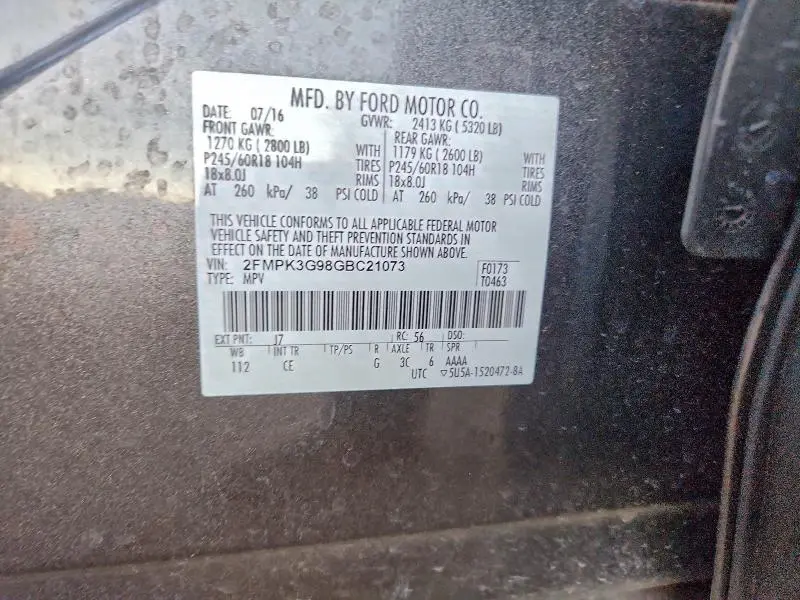 MFD. BY FORD MOTOR CO.
DATE: 07/16 GVWR: 2413 KG ( 5320 LB)
FRONT GAWR: REAR GAWR:
1270 KG ( 2800 LB) WITH 1179 KG ( 2600 LB) WITH
P245/60R18 104H TIRES P245/60R18 104H TIRES
18x8.0J RIMS 18x8.0J RIMS
AT 260 kPa/ 38 PSI COLD AT 260 kPa/ 38 PSI COLD
THIS VEHICLE CONFORMS TO ALL APPLICABLE FEDERAL MOTOR
VEHICLE SAFETY AND THEFT PREVENTION STANDARDS IN
EFFECT ON THE DATE OF MANUFACTURE SHOWN ABOVE.
VIN: 2FMPK3G98GBC21073 F0173
TYPE: MPV T0463
EXT PNT: J7 RC: 56 DSO:
WB INT TR TP/PS R AXLE TR SPR
112 CE G 3C 6 AAAA
UTC ▽5U5A-1520472-8A